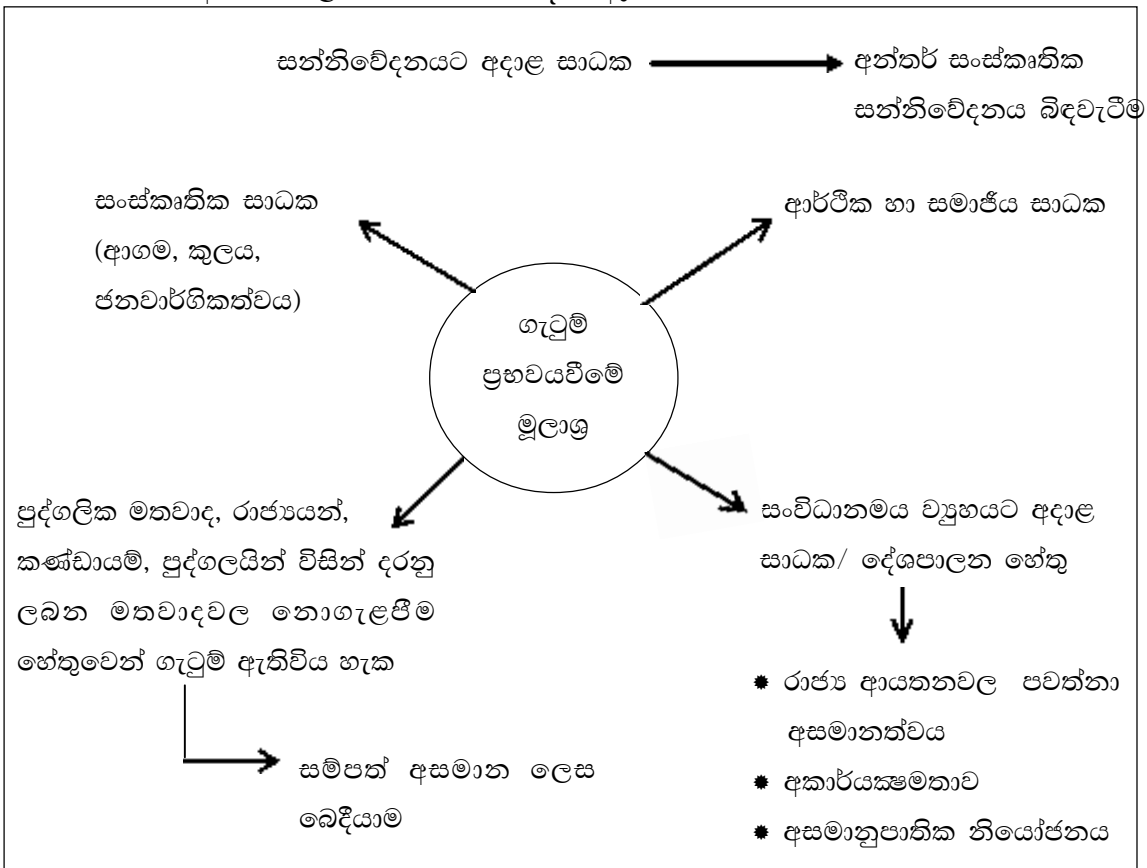 සන්නිවේදනයට අදාළ සාධක
අන්තර් සංස්කෘතික
සන්නිවේදනය බිඳවැටීම
සංස්කෘතික සාධක
(ආගම, කුලය,
ජනවාර්ගිකත්වය)
ආර්ථික හා සමාජීය සාධක
ගැටුම්
ප්‍රභවයවීමේ
මූලාශ්‍ර
පුද්ගලික මතවාද, රාජ්‍යයන්,
කණ්ඩායම්, පුද්ගලයින් විසින් දරනු
ලබන මතවාදවල නොගැළපීම
හේතුවෙන් ගැටුම් ඇතිවිය හැක
සම්පත් අසමාන ලෙස
බෙදීයාම
සංවිධානමය ව්‍යුහයට අදාළ
සාධක/ දේශපාලන හේතු
රාජ්‍ය ආයතනවල පවත්නා
අසමානත්වය
අකාර්යක්‍ෂමතාව
අසමානුපාතික නියෝජනය